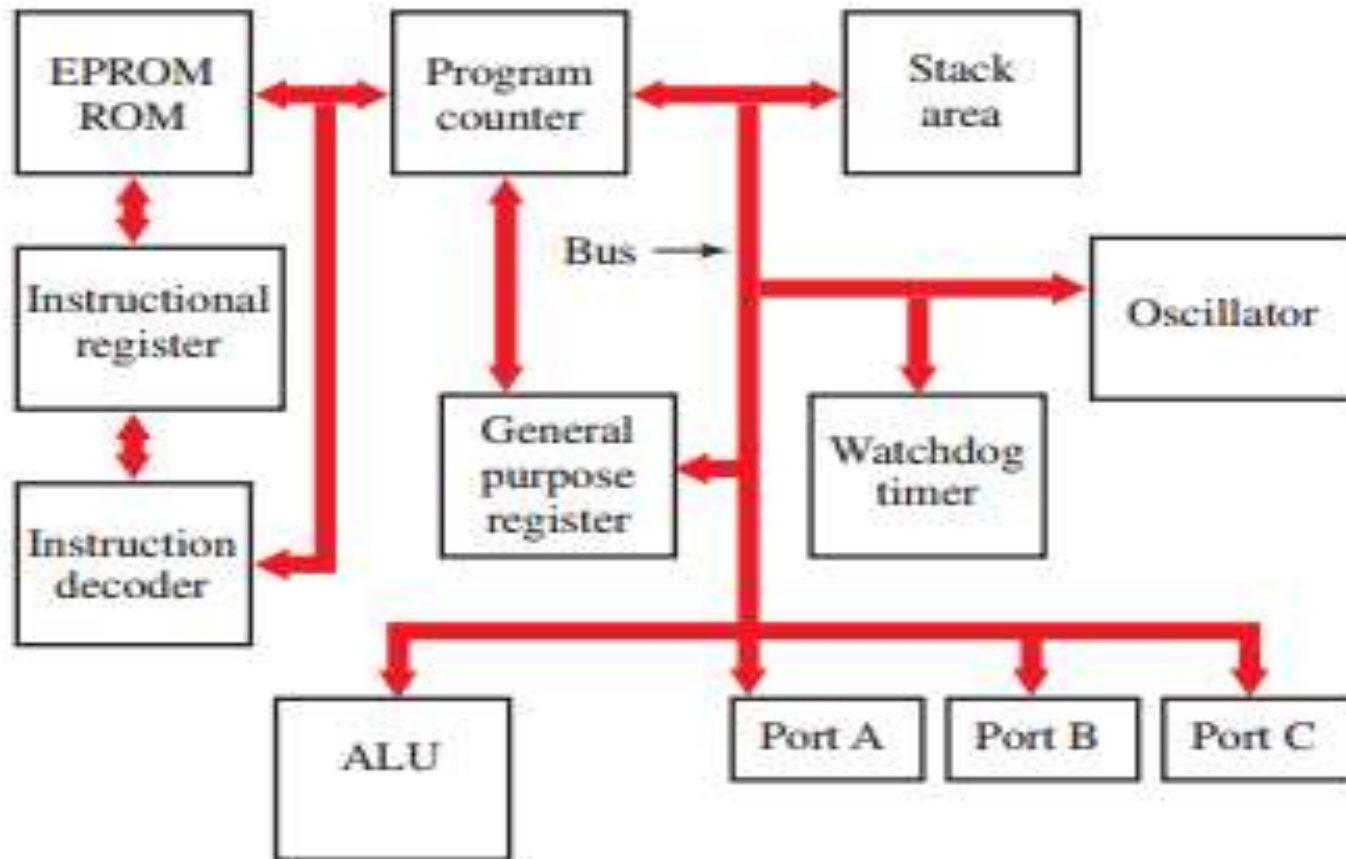 EPROM
ROM
Program
counter
Stack
area
Bus
Instructional
register
Oscillator
General
purpose
register
Watchdog
timer
Instruction
decoder
ALU
Port A
Port B
Port C